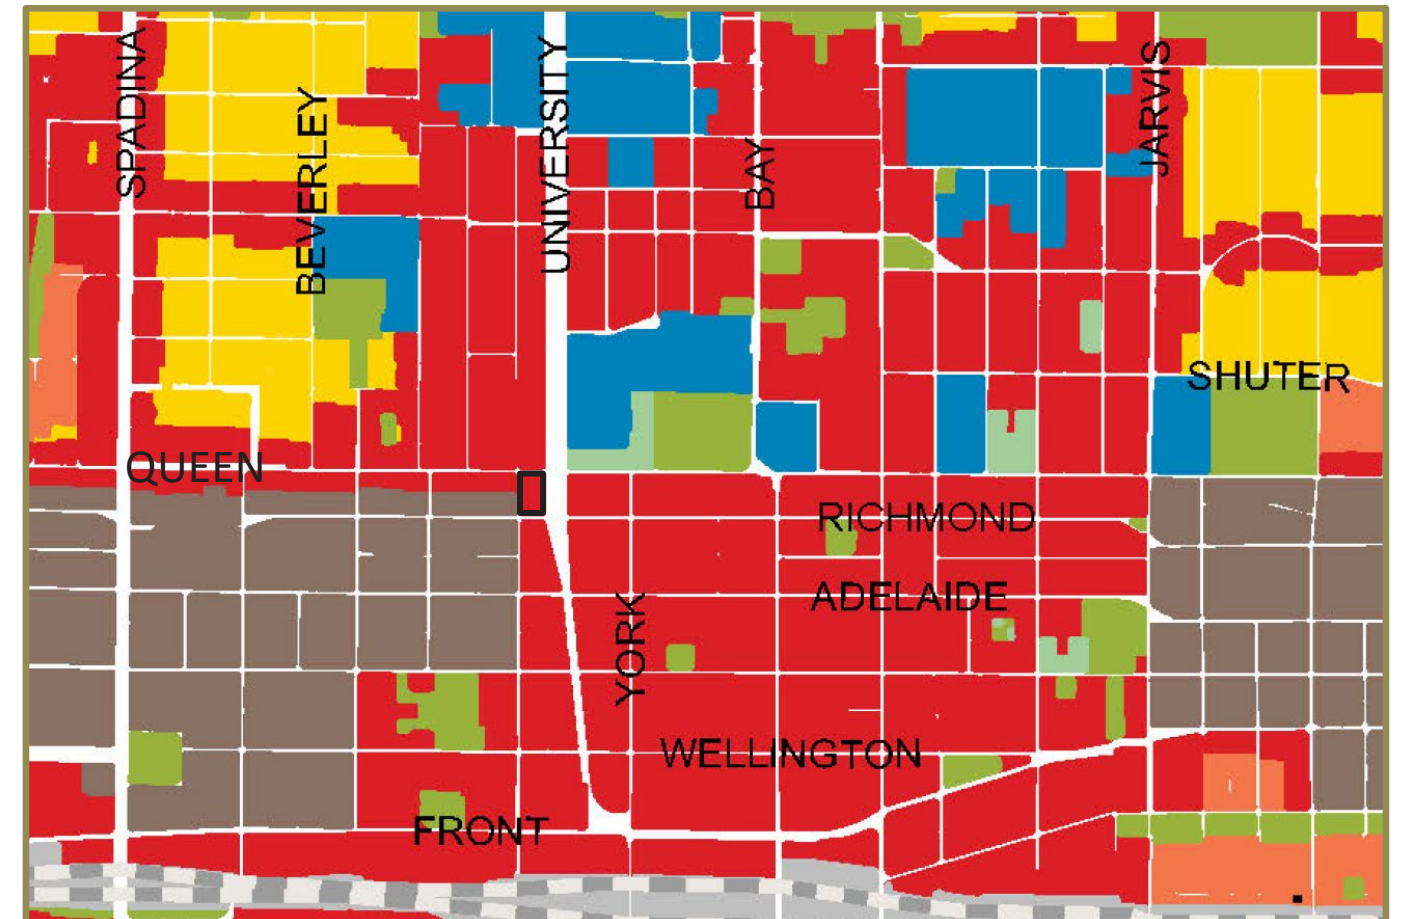 SPADINA
BEVERLEY
UNIVERSITY
BAY
JARVIS
SHUTER
QUEEN
RICHMOND
ADELAIDE
YORK
WELLINGTON
FRONT